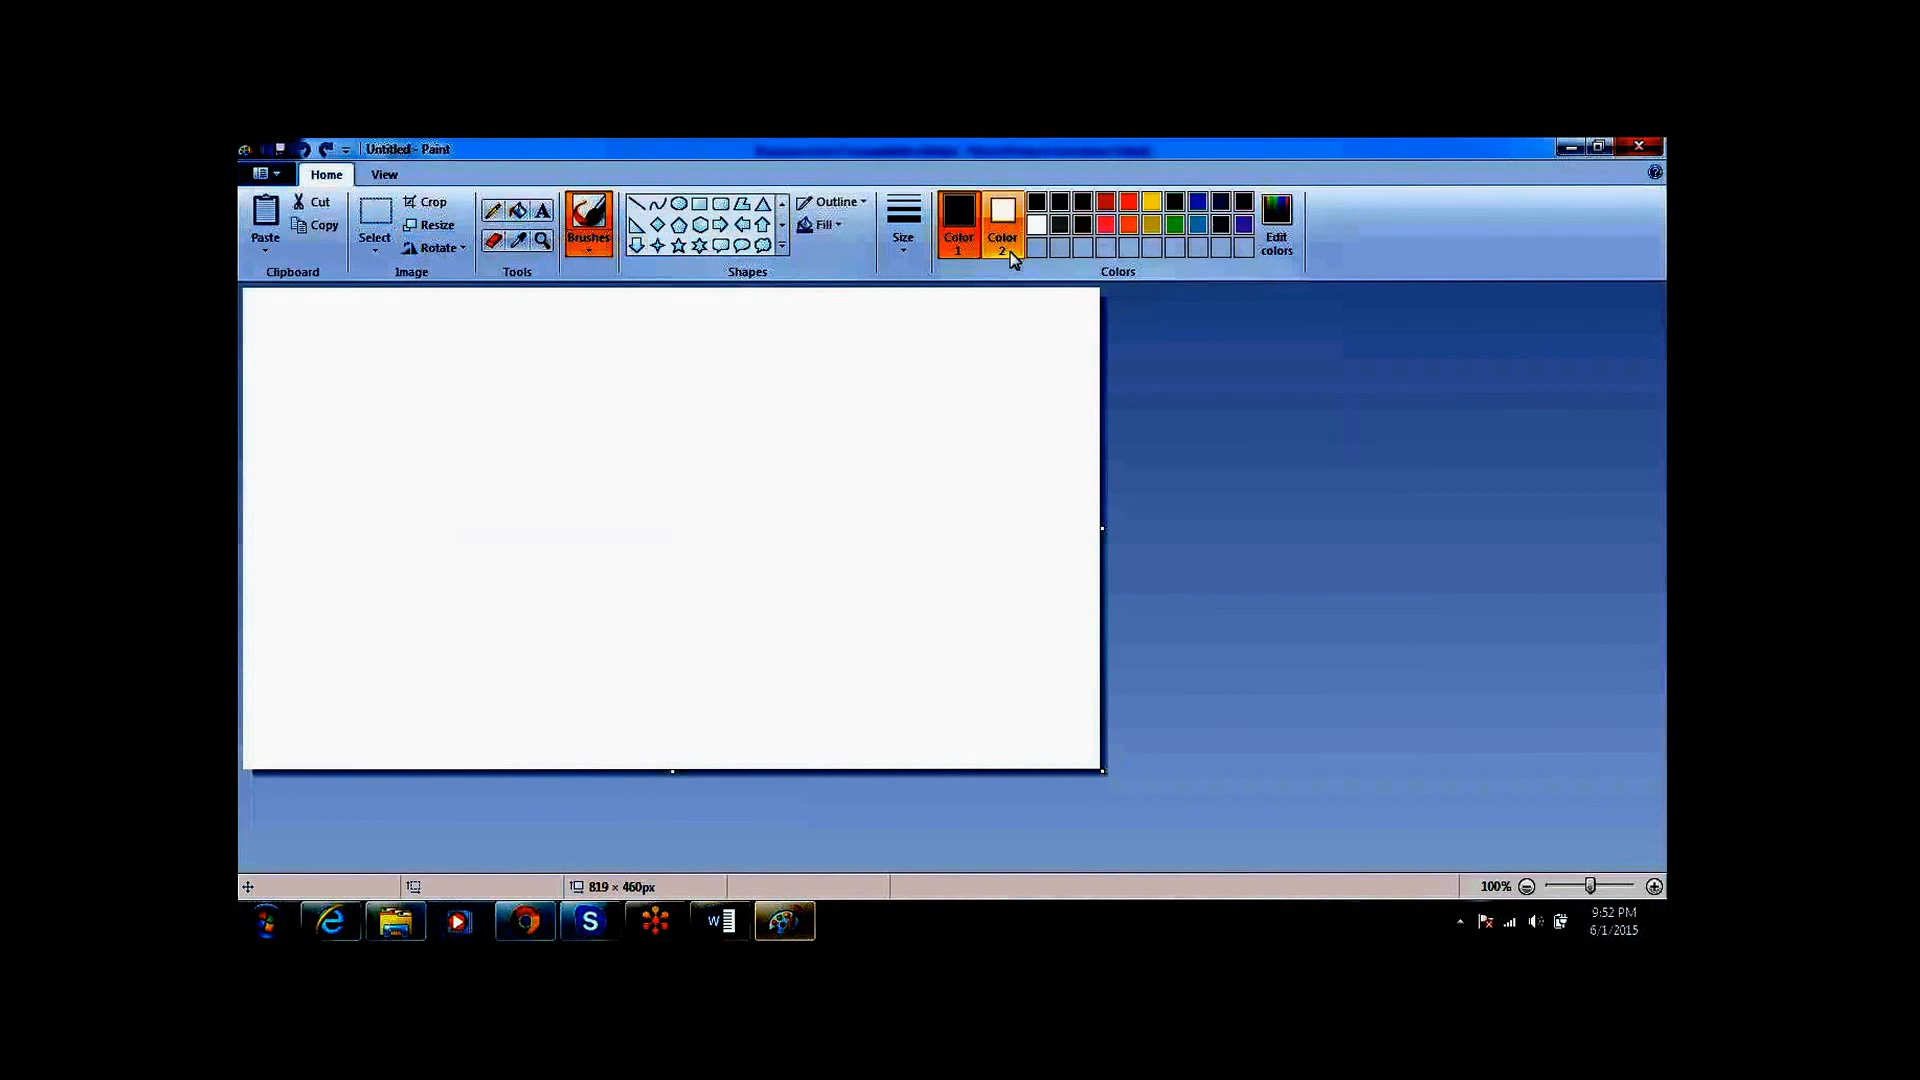 Untitled - Paint
Home View
Paste
Cut
Copy
Clipboard
Select
Crop
Resize
Rotate
Image
A
Tools
Brushes
Shapes
Outline
Fill
Size
Color 1
Color 2
Edit colors
Colors
819 × 460px
100%
S
W
9:52 PM
6/1/2015